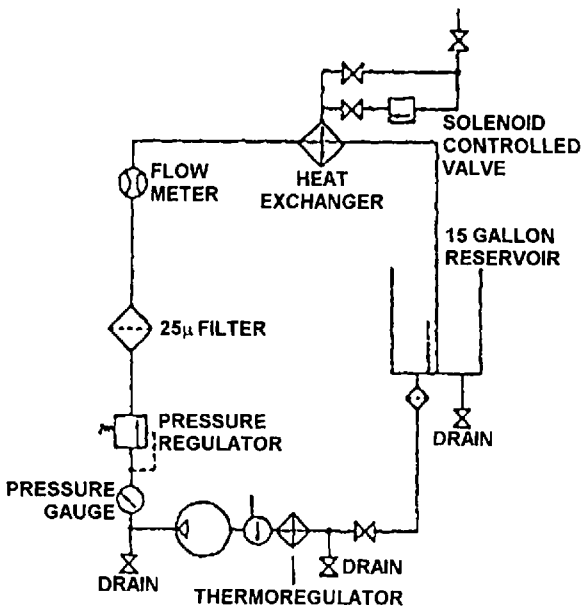 SOLENOID
CONTROLLED
VALVE
FLOW
METER
HEAT
EXCHANGER
15 GALLON
RESERVOIR
25μ FILTER
PRESSURE
REGULATOR
DRAIN
PRESSURE
GAUGE
DRAIN
DRAIN
THERMOREGULATOR